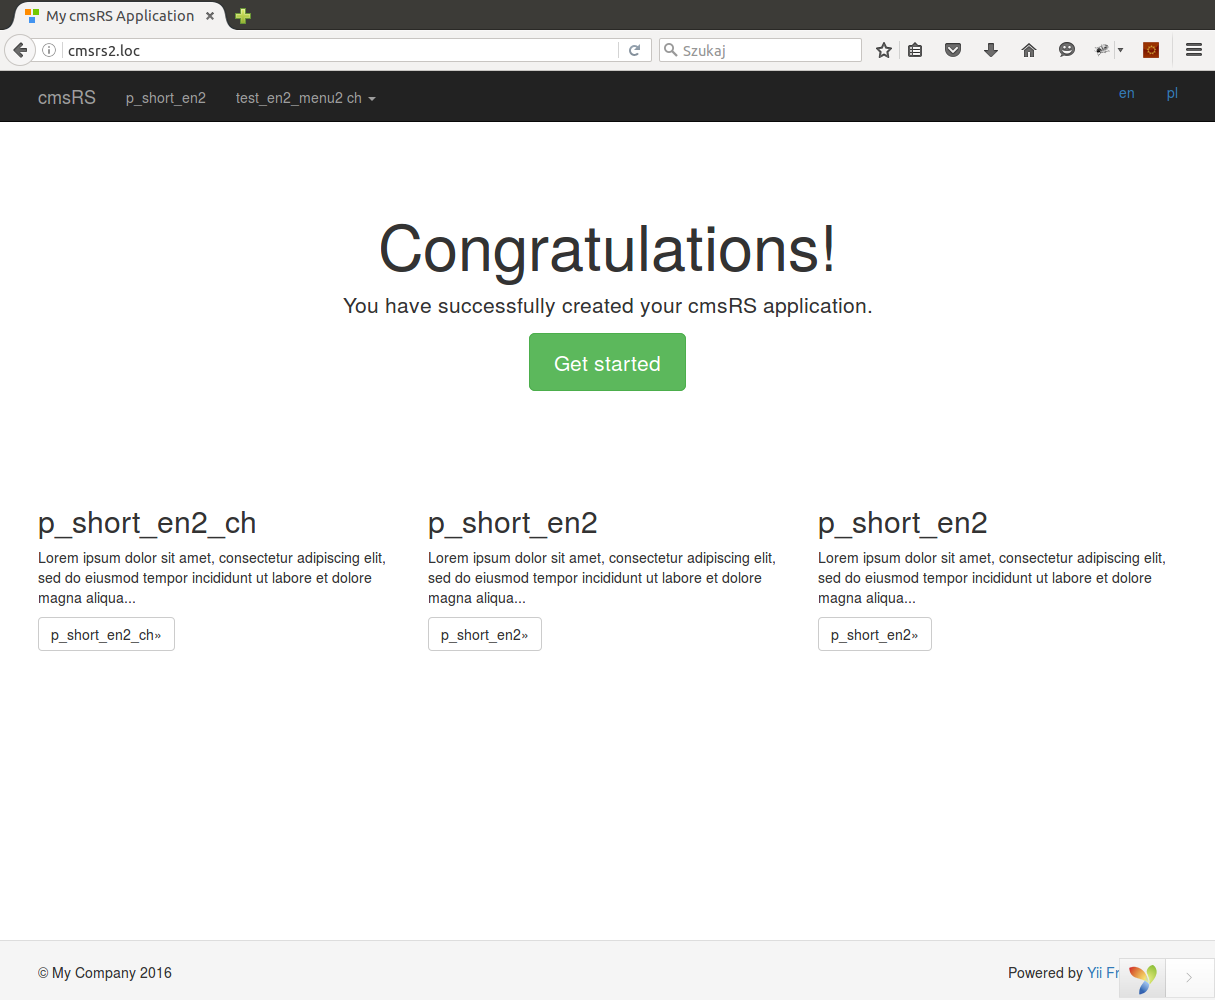 My cmsRS Application
cmsrs2.loc
Szukaj
cmsRS p_short_en2 test_en2_menu2 ch en pl
Congratulations!
You have successfully created your cmsRS application.
Get started
p_short_en2_ch
Lorem ipsum dolor sit amet, consectetur adipiscing elit,
sed do eiusmod tempor incididunt ut labore et dolore
magna aliqua...
p_short_en2_ch»
p_short_en2
Lorem ipsum dolor sit amet, consectetur adipiscing elit,
sed do eiusmod tempor incididunt ut labore et dolore
magna aliqua...
p_short_en2»
p_short_en2
Lorem ipsum dolor sit amet, consectetur adipiscing elit,
sed do eiusmod tempor incididunt ut labore et dolore
magna aliqua...
p_short_en2»
© My Company 2016
Powered by Yii Fr